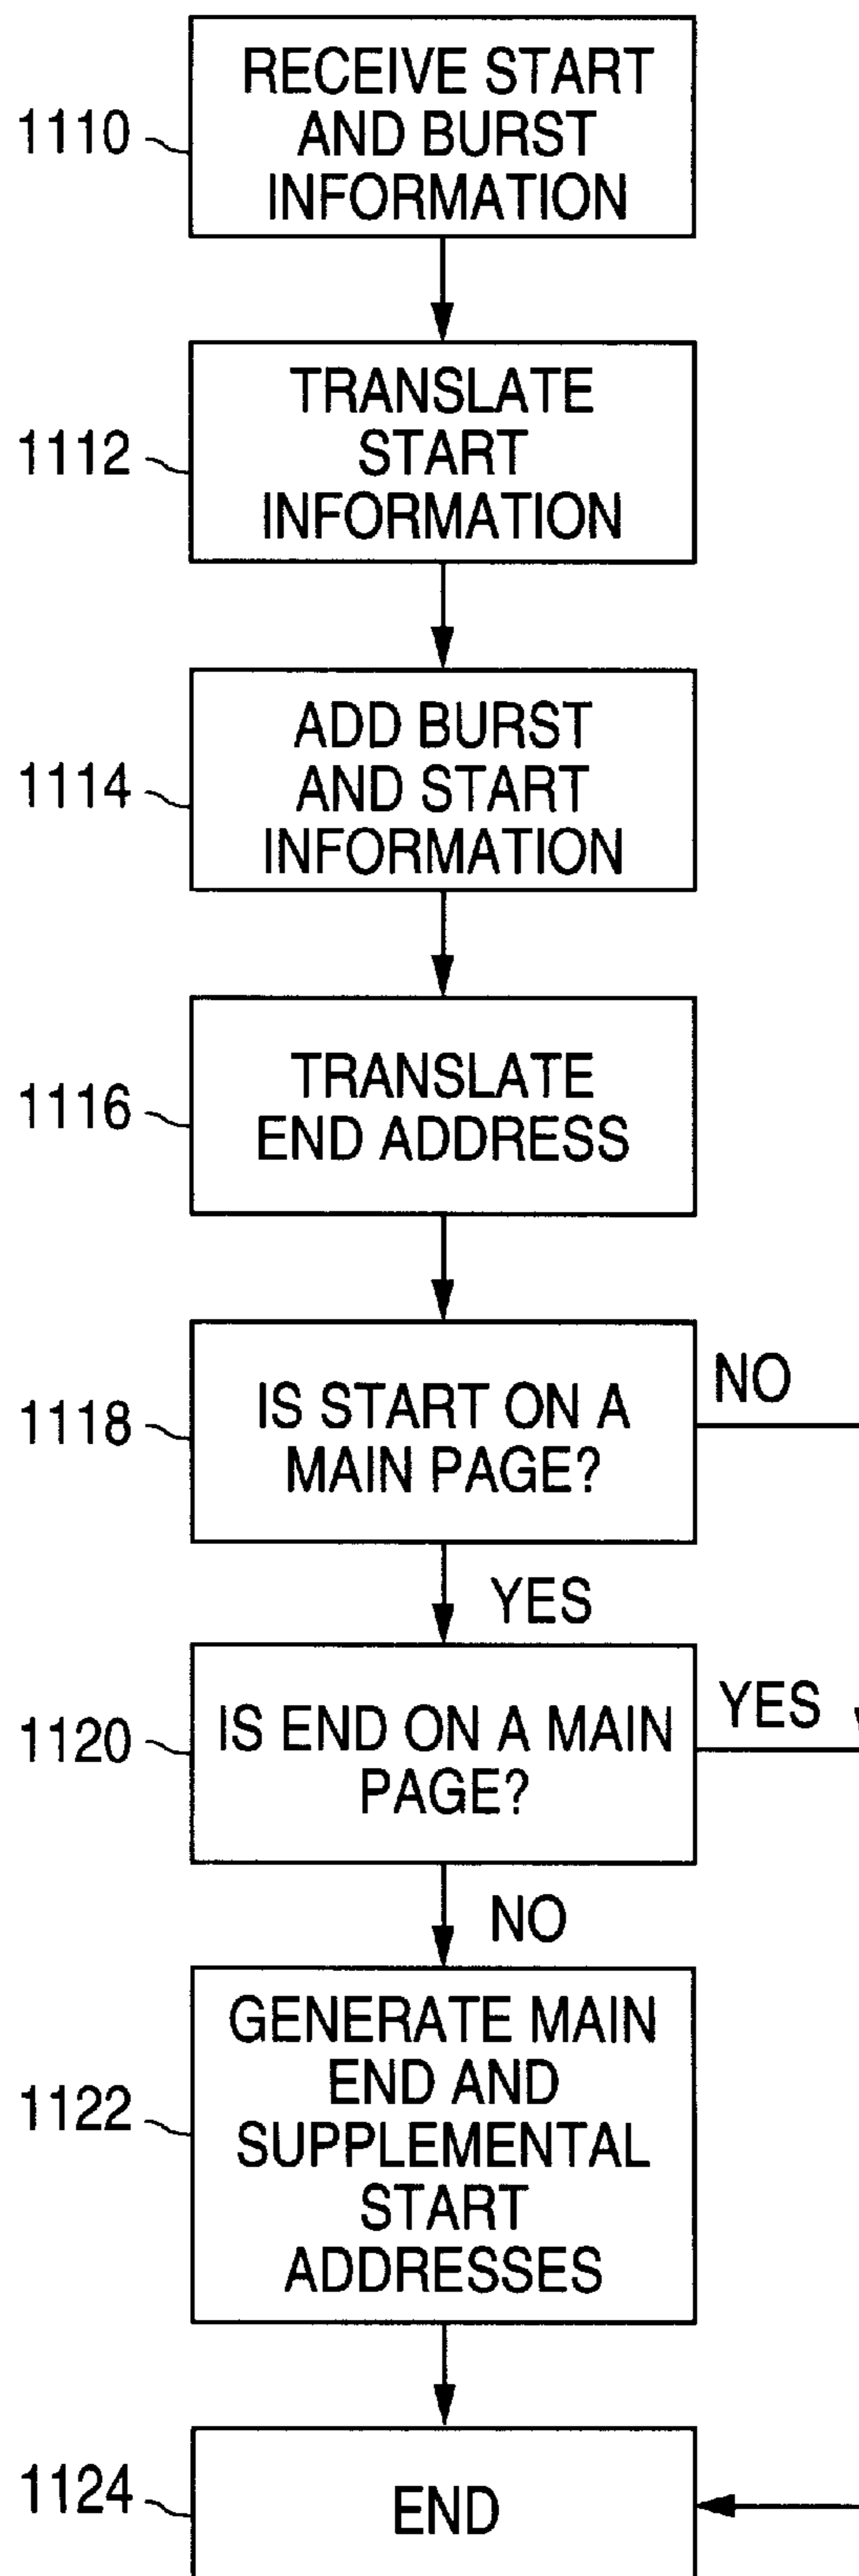 1110
RECEIVE START
AND BURST
INFORMATION
1112
TRANSLATE
START
INFORMATION
1114
ADD BURST
AND START
INFORMATION
1116
TRANSLATE
END ADDRESS
1118
IS START ON A
MAIN PAGE?
NO
YES
1120
IS END ON A MAIN
PAGE?
YES
NO
1122
GENERATE MAIN
END AND
SUPPLEMENTAL
START
ADDRESSES
1124
END